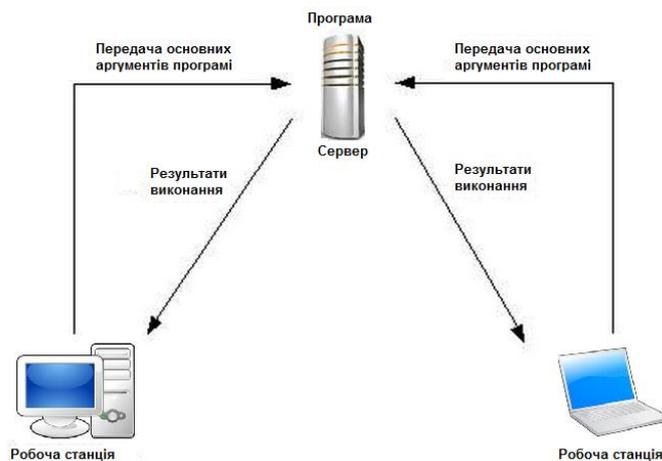 Програма
Передача основних
аргументів програмі
Передача основних
аргументів програмі
Сервер
Результати
виконання
Результати
виконання
Робоча станція
Робоча станція